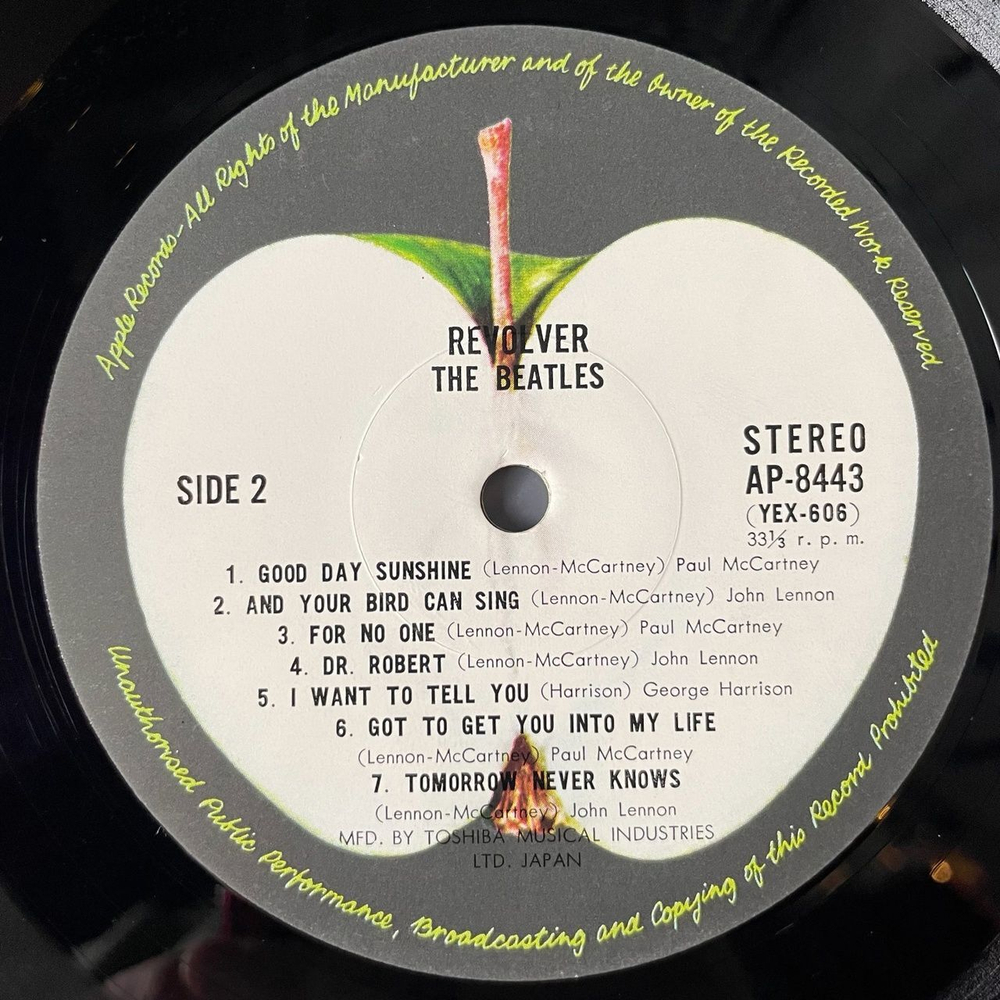 Apple Records–All Rights of the Manufacturer and of the Owner of the Recorded Work Reserved
REVOLVER
THE BEATLES
STEREO
SIDE 2
AP-8443
(YEX-606)
33⅓ r. p. m.
1. GOOD DAY SUNSHINE (Lennon-McCartney) Paul McCartney
2. AND YOUR BIRD CAN SING (Lennon-McCartney) John Lennon
3. FOR NO ONE (Lennon-McCartney) Paul McCartney
4. DR. ROBERT (Lennon-McCartney) John Lennon
5. I WANT TO TELL YOU (Harrison) George Harrison
6. GOT TO GET YOU INTO MY LIFE
(Lennon-McCartney) Paul McCartney
7. TOMORROW NEVER KNOWS
(Lennon-McCartney) John Lennon
MFD. BY TOSHIBA MUSICAL INDUSTRIES
LTD. JAPAN
Unauthorised Public Performance, Broadcasting and Copying of this Record Prohibited